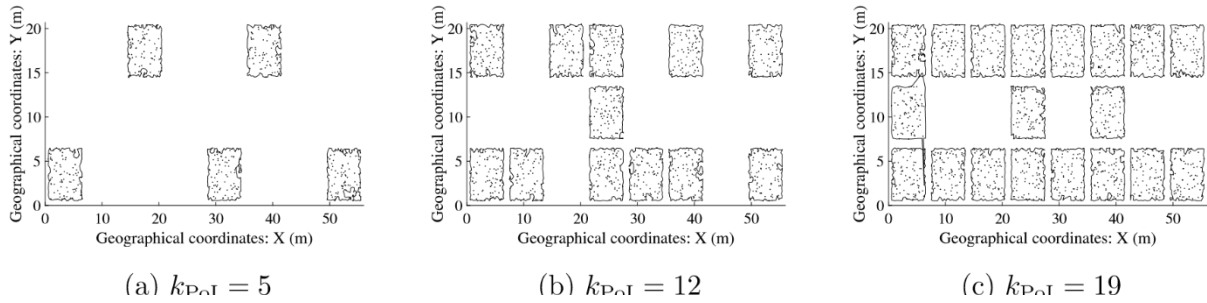 Geographical coordinates: Y (m)
20
15
10
5
0
0 10 20 30 40 50
Geographical coordinates: X (m)
(a) k_PoI = 5
Geographical coordinates: Y (m)
20
15
10
5
0
0 10 20 30 40 50
Geographical coordinates: X (m)
(b) k_PoI = 12
Geographical coordinates: Y (m)
20
15
10
5
0
0 10 20 30 40 50
Geographical coordinates: X (m)
(c) k_PoI = 19